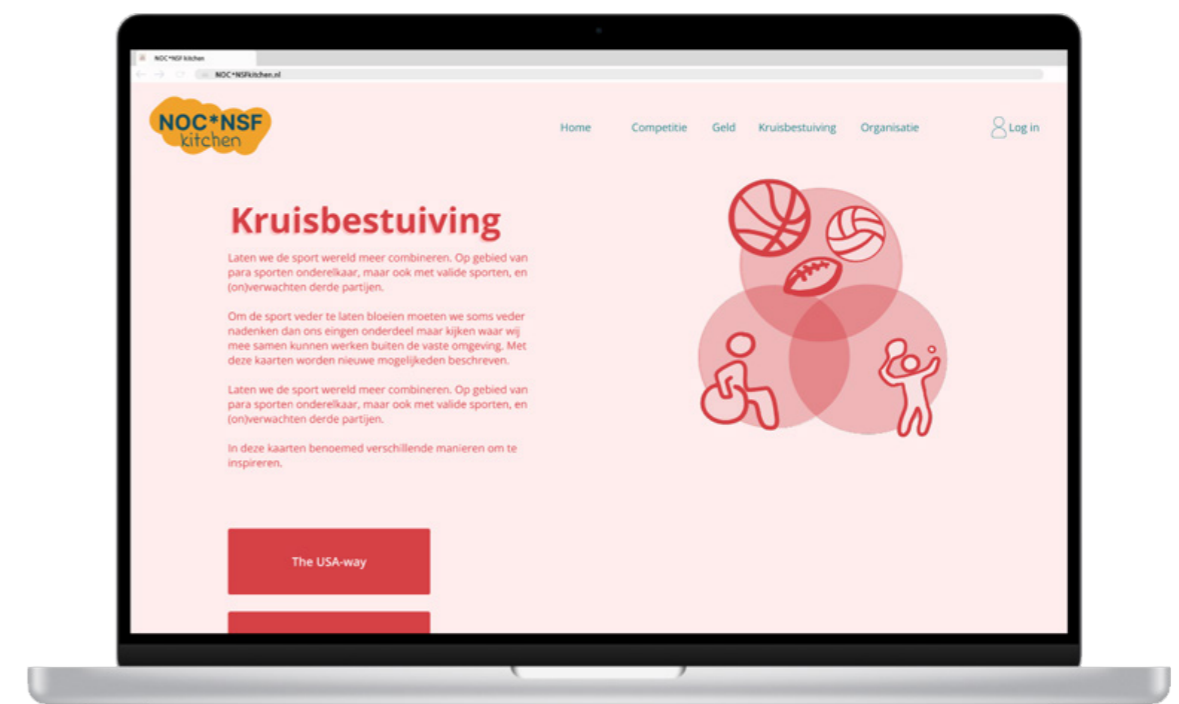 NOC*NSF kitchen
NOC*NSFkitchen.nl
NOC*NSF
kitchen
Home Competitie Geld Kruisbestuiving Organisatie Log in
Kruisbestuiving
Laten we de sport wereld meer combineren. Op gebied van
para sporten onderelkaar, maar ook met valide sporten, en
(on)verwachten derde partijen.
Om de sport veder te laten bloeien moeten we soms veder
nadenken dan ons eingen onderdeel maar kijken waar wij
mee samen kunnen werken buiten de vaste omgeving. Met
deze kaarten worden nieuwe mogelijkeden beschreven.
Laten we de sport wereld meer combineren. Op gebied van
para sporten onderelkaar, maar ook met valide sporten, en
(on)verwachten derde partijen.
In deze kaarten benoemed verschillende manieren om te
inspireren.
The USA-way